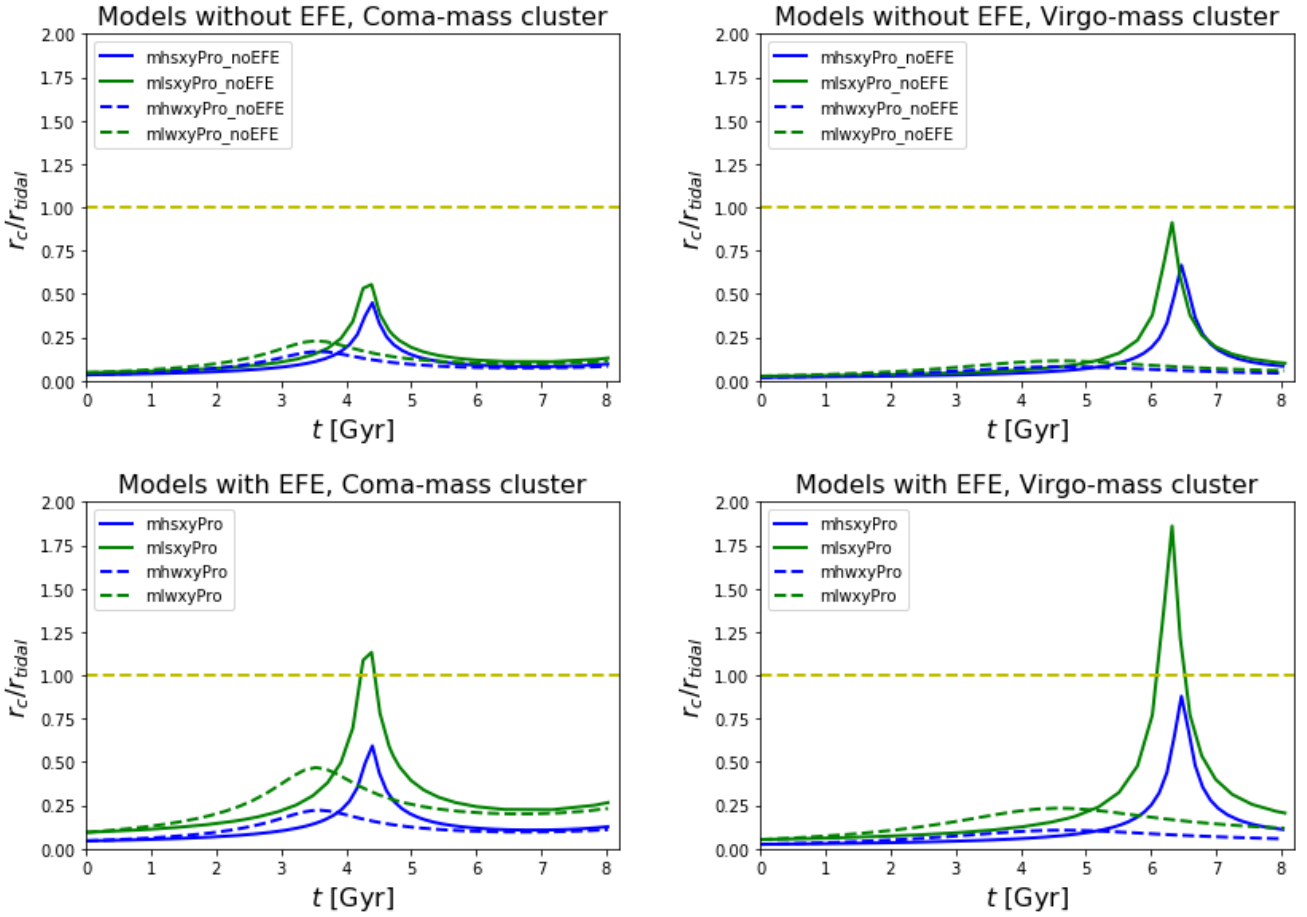 Models without EFE, Coma-mass cluster
2.00
1.75
1.50
1.25
1.00
0.75
0.50
0.25
0.00
r_c/r_tidal
mhsxyPro_noEFE
mlsxyPro_noEFE
mhwxyPro_noEFE
mlwxyPro_noEFE
0 1 2 3 4 5 6 7 8
t [Gyr]
Models without EFE, Virgo-mass cluster
2.00
1.75
1.50
1.25
1.00
0.75
0.50
0.25
0.00
r_c/r_tidal
mhsxyPro_noEFE
mlsxyPro_noEFE
mhwxyPro_noEFE
mlwxyPro_noEFE
0 1 2 3 4 5 6 7 8
t [Gyr]
Models with EFE, Coma-mass cluster
2.00
1.75
1.50
1.25
1.00
0.75
0.50
0.25
0.00
r_c/r_tidal
mhsxyPro
mlsxyPro
mhwxyPro
mlwxyPro
0 1 2 3 4 5 6 7 8
t [Gyr]
Models with EFE, Virgo-mass cluster
2.00
1.75
1.50
1.25
1.00
0.75
0.50
0.25
0.00
r_c/r_tidal
mhsxyPro
mlsxyPro
mhwxyPro
mlwxyPro
0 1 2 3 4 5 6 7 8
t [Gyr]